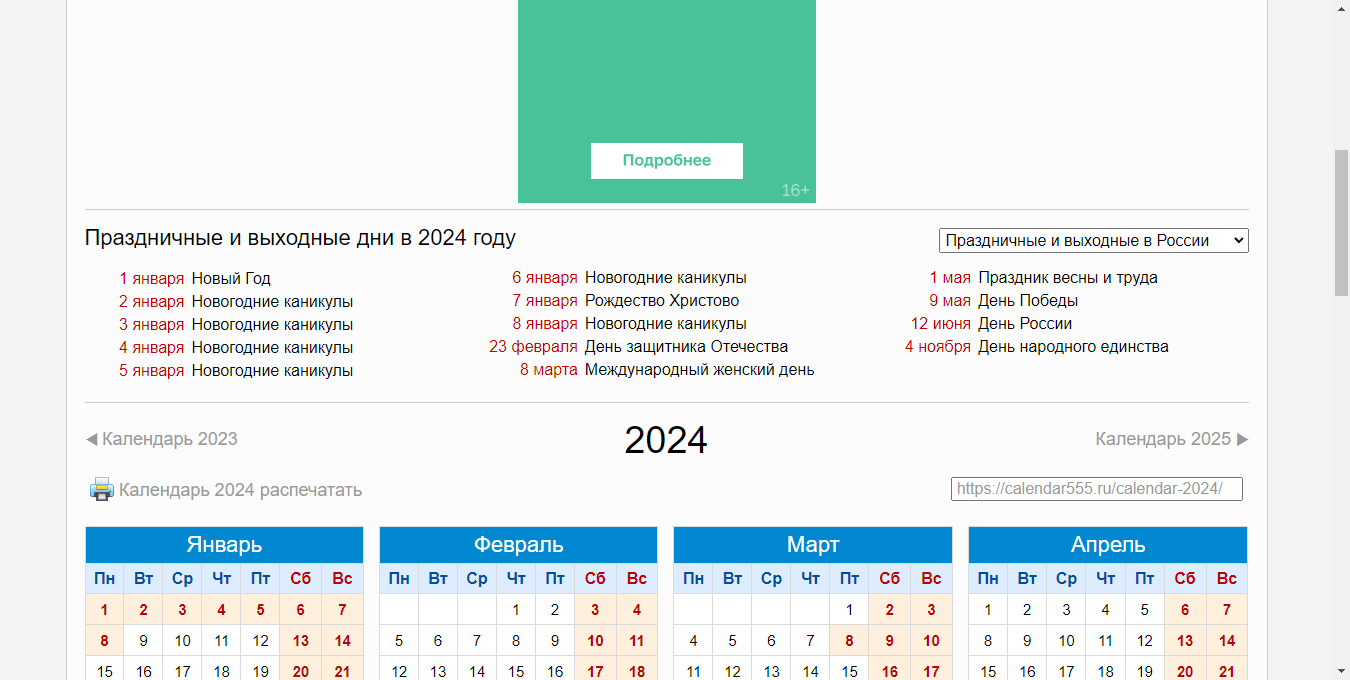 Подробнее
16+
Праздничные и выходные дни в 2024 году
Праздничные и выходные в России
1 января Новый Год
2 января Новогодние каникулы
3 января Новогодние каникулы
4 января Новогодние каникулы
5 января Новогодние каникулы
6 января Новогодние каникулы
7 января Рождество Христово
8 января Новогодние каникулы
23 февраля День защитника Отечества
8 марта Международный женский день
1 мая Праздник весны и труда
9 мая День Победы
12 июня День России
4 ноября День народного единства
Календарь 2023
2024
Календарь 2025
Календарь 2024 распечатать
https://calendar555.ru/calendar-2024/
Январь
Пн Вт Ср Чт Пт Сб Вс
1 2 3 4 5 6 7
8 9 10 11 12 13 14
15 16 17 18 19 20 21
Февраль
Пн Вт Ср Чт Пт Сб Вс
1 2 3 4
5 6 7 8 9 10 11
12 13 14 15 16 17 18
Март
Пн Вт Ср Чт Пт Сб Вс
1 2 3
4 5 6 7 8 9 10
11 12 13 14 15 16 17
Апрель
Пн Вт Ср Чт Пт Сб Вс
1 2 3 4 5 6 7
8 9 10 11 12 13 14
15 16 17 18 19 20 21